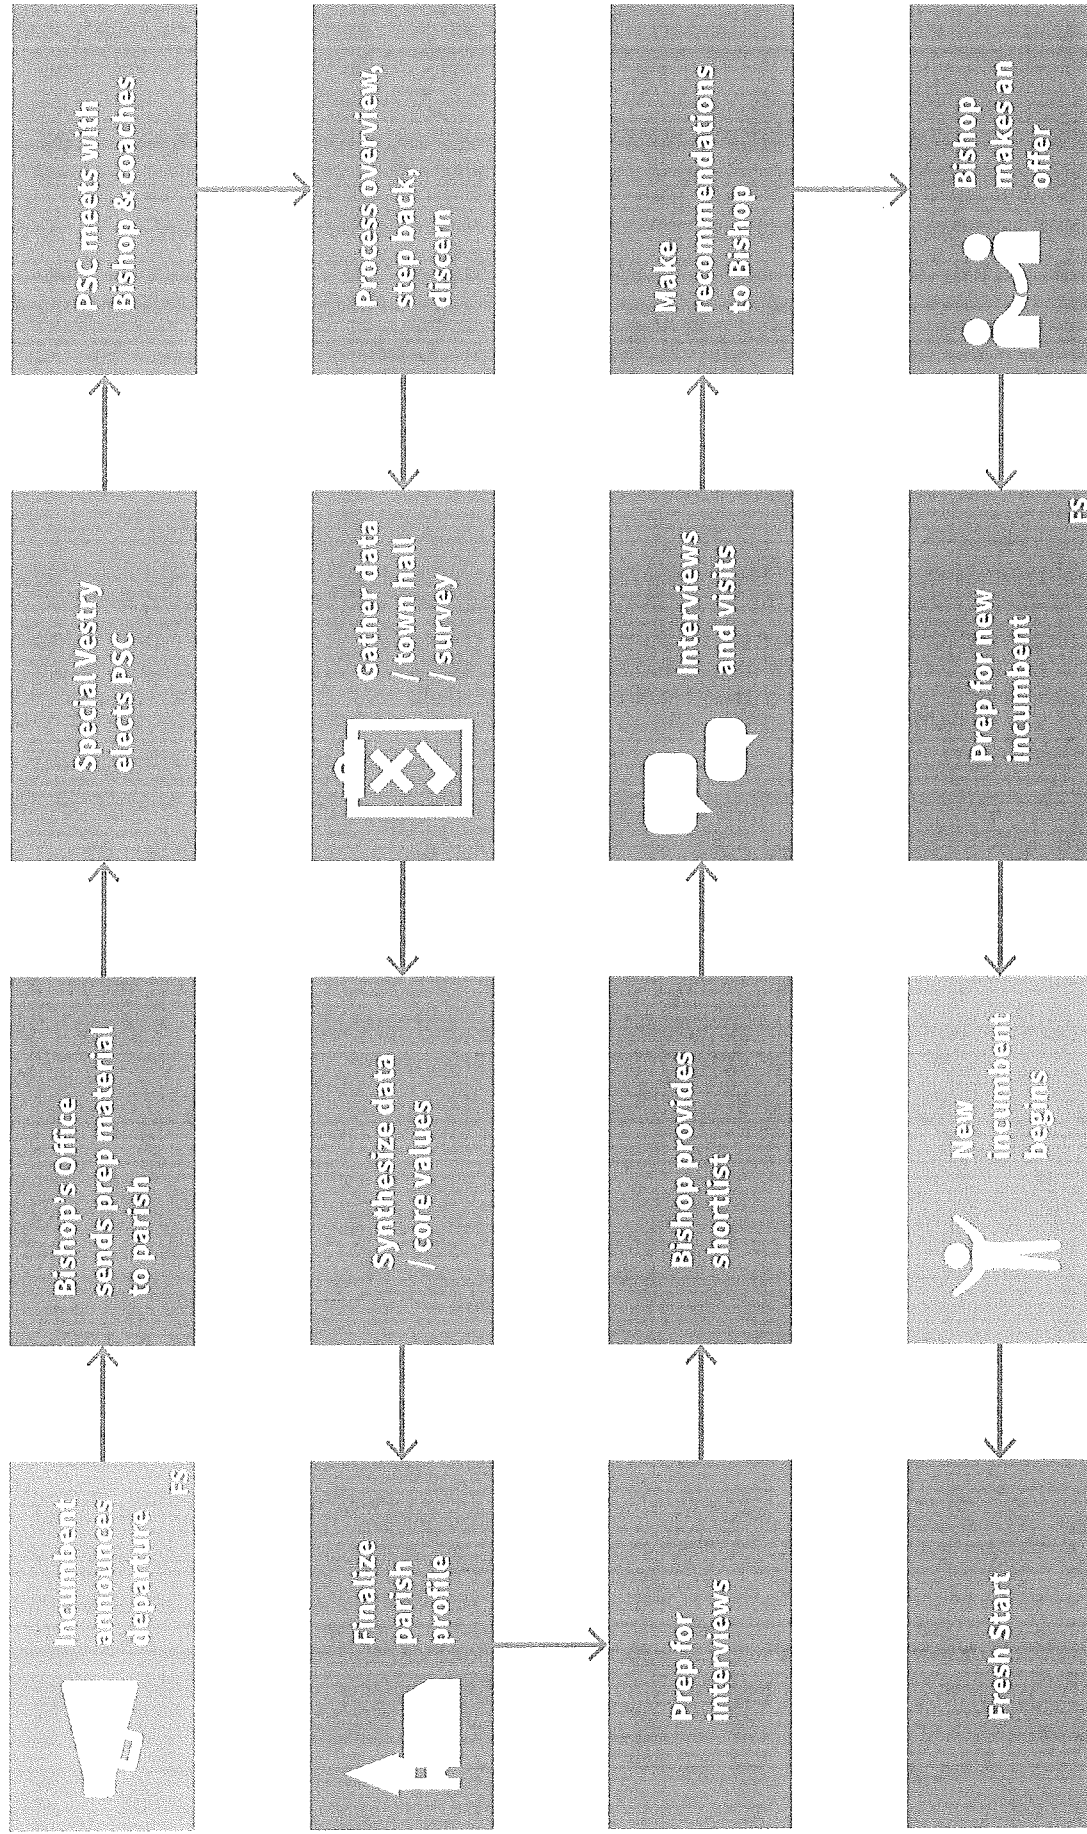 Incumbent
announces
departure
FS
Bishop's Office
sends prep material
to parish
Special Vestry
elects PSC
PSC meets with
Bishop & coaches
Process overview,
step back,
discern
Gather data
/ town hall
/ survey
Synthesize data
/ core values
Finalize
parish
profile
Prep for
interviews
Bishop provides
shortlist
Interviews
and visits
Make
recommendations
to Bishop
Bishop
makes an
offer
Prep for new
incumbent
FS
New
incumbent
begins
Fresh Start